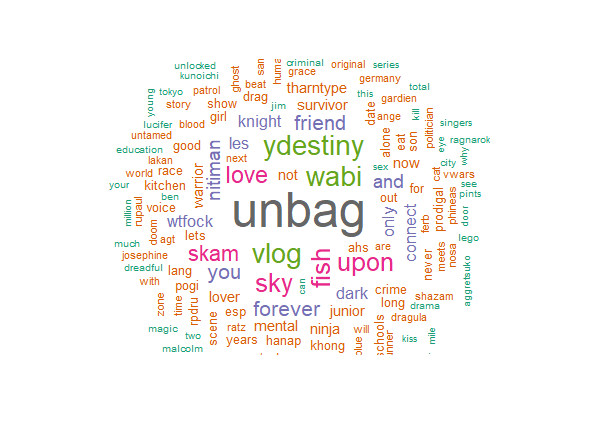 unlocked
criminal
original
series
kunoichi
ghost
san
huma
grace
germany
tokyo
patrol
beat
tharntype
this
total
young
story
show
drag
survivor
date
gardien
kill
politician
singers
lucifer
blood
girl
knight
jim
friend
ange
son
eye
ragnarok
untamed
good
les
ydestiny
alone
eat
why
education
lakan
next
not
sex
now
cat
city
vwars
world
race
nitiman
love
wabi
and
for
see
your
kitchen
warrior
out
prodigal
phineas
pints
million
rupaul
ben
voice
wtfock
unbag
only
connect
ferb
door
doom
agt
lets
ahs
are
never
meets
nosa
lego
much
josephine
skam
vlog
fish
upon
aggretsuko
dreadful
lang
you
sky
can
with
pogi
dark
crime
shazam
zone
time
rpdru
lover
forever
junior
long
drama
magic
scene
esp
mental
ninja
dragula
two
ratz
will
schools
mile
malcolm
years
hanap
khong
blue
unner
kiss